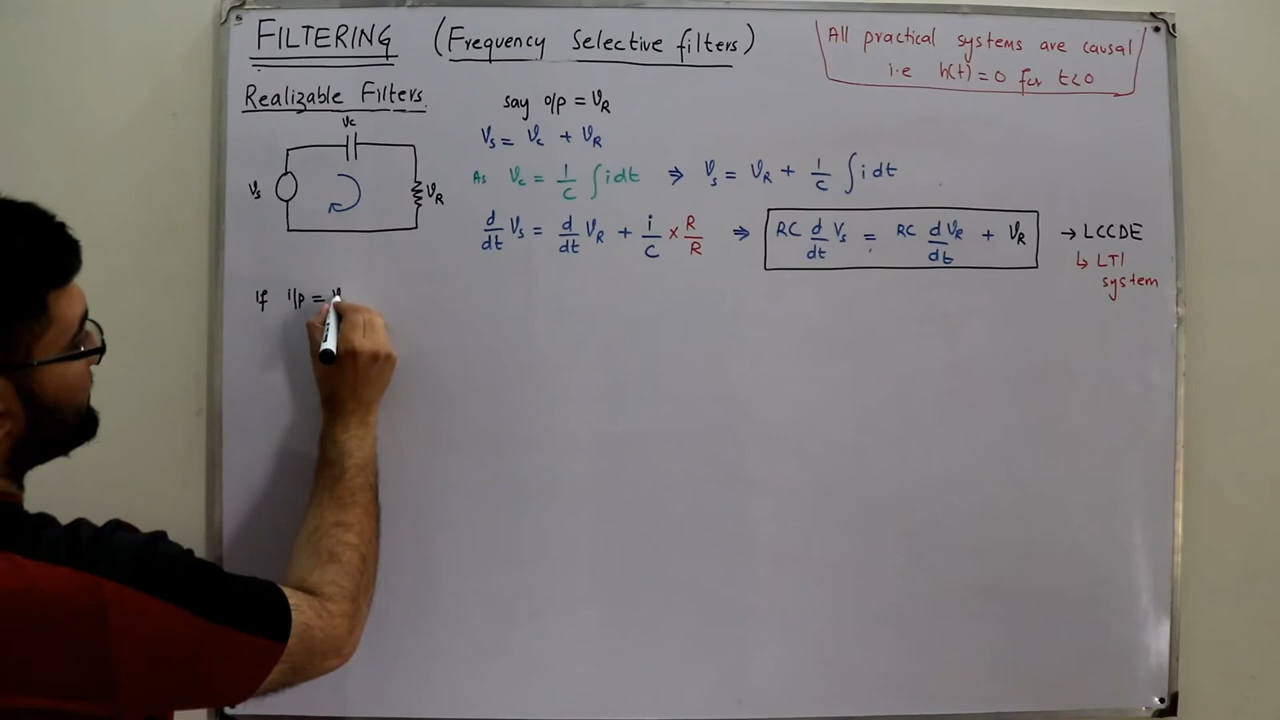 FILTERING (Frequency Selective filters)
All practical systems are causal
i.e h(t) = 0 for t<0
Realizable Filters.
Vc
Vs
VR
say o/p = VR
Vs = Vc + VR
As Vc = 1/C ∫ i dt ⇒ Vs = VR + 1/C ∫ i dt
d/dt Vs = d/dt VR + i/C × R/R ⇒ RC d/dt Vs = RC d VR/dt + VR → LCCDE
↳ LTI
system
If i/p =